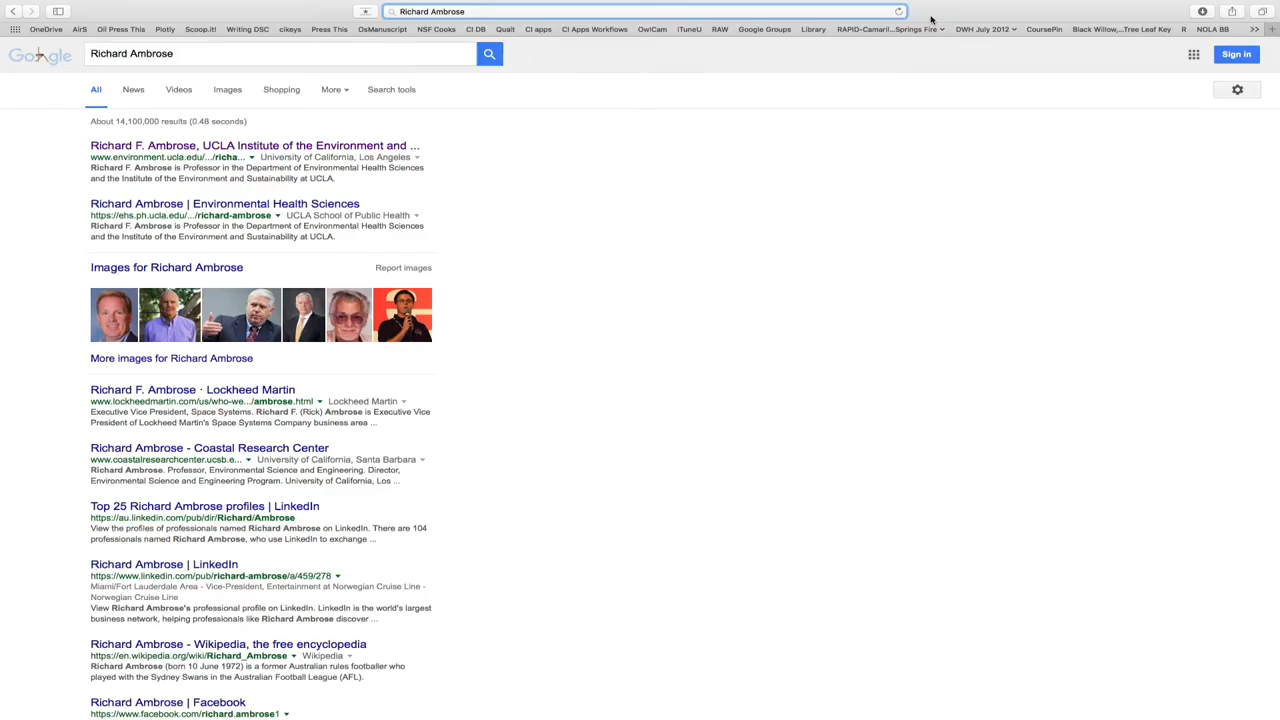 Richard Ambrose
OneDrive AirS Oil Press This Plotly Scoop.it! Writing DSC cikeys Press This OsManuscript NSF Cooks CI DB Qualt CI apps CI Apps Workflows OwlCam iTuneU RAW Google Groups Library RAPID-Camaril...Springs Fire DWH July 2012 CoursePin Black Willow,...Tree Leaf Key R NOLA BB >>
Google Richard Ambrose Sign in
All News Videos Images Shopping More Search tools
About 14,100,000 results (0.48 seconds)
Richard F. Ambrose, UCLA Institute of the Environment and ...
www.environment.ucla.edu/.../richa... University of California, Los Angeles
Richard F. Ambrose is Professor in the Department of Environmental Health Sciences
and the Institute of the Environment and Sustainability at UCLA.
Richard Ambrose | Environmental Health Sciences
https://ehs.ph.ucla.edu/.../richard-ambrose UCLA School of Public Health
Richard F. Ambrose is Professor in the Department of Environmental Health Sciences
and the Institute of the Environment and Sustainability at UCLA.
Images for Richard Ambrose Report images
More images for Richard Ambrose
Richard F. Ambrose · Lockheed Martin
www.lockheedmartin.com/us/who-we.../ambrose.html Lockheed Martin
Executive Vice President, Space Systems. Richard F. (Rick) Ambrose is Executive Vice
President of Lockheed Martin's Space Systems Company business area ...
Richard Ambrose - Coastal Research Center
www.coastalresearchcenter.ucsb.e... University of California, Santa Barbara
Richard Ambrose. Professor, Environmental Science and Engineering. Director,
Environmental Science and Engineering Program. University of California, Los ...
Top 25 Richard Ambrose profiles | LinkedIn
https://au.linkedin.com/pub/dir/Richard/Ambrose
View the profiles of professionals named Richard Ambrose on LinkedIn. There are 104
professionals named Richard Ambrose, who use LinkedIn to exchange ...
Richard Ambrose | LinkedIn
https://www.linkedin.com/pub/richard-ambrose/a/459/278
Miami/Fort Lauderdale Area - Vice-President, Entertainment at Norwegian Cruise Line -
Norwegian Cruise Line
View Richard Ambrose's professional profile on LinkedIn. LinkedIn is the world's largest
business network, helping professionals like Richard Ambrose discover ...
Richard Ambrose - Wikipedia, the free encyclopedia
https://en.wikipedia.org/wiki/Richard_Ambrose Wikipedia
Richard Ambrose (born 10 June 1972) is a former Australian rules footballer who
played with the Sydney Swans in the Australian Football League (AFL).
Richard Ambrose | Facebook
https://www.facebook.com/richard.ambrose1